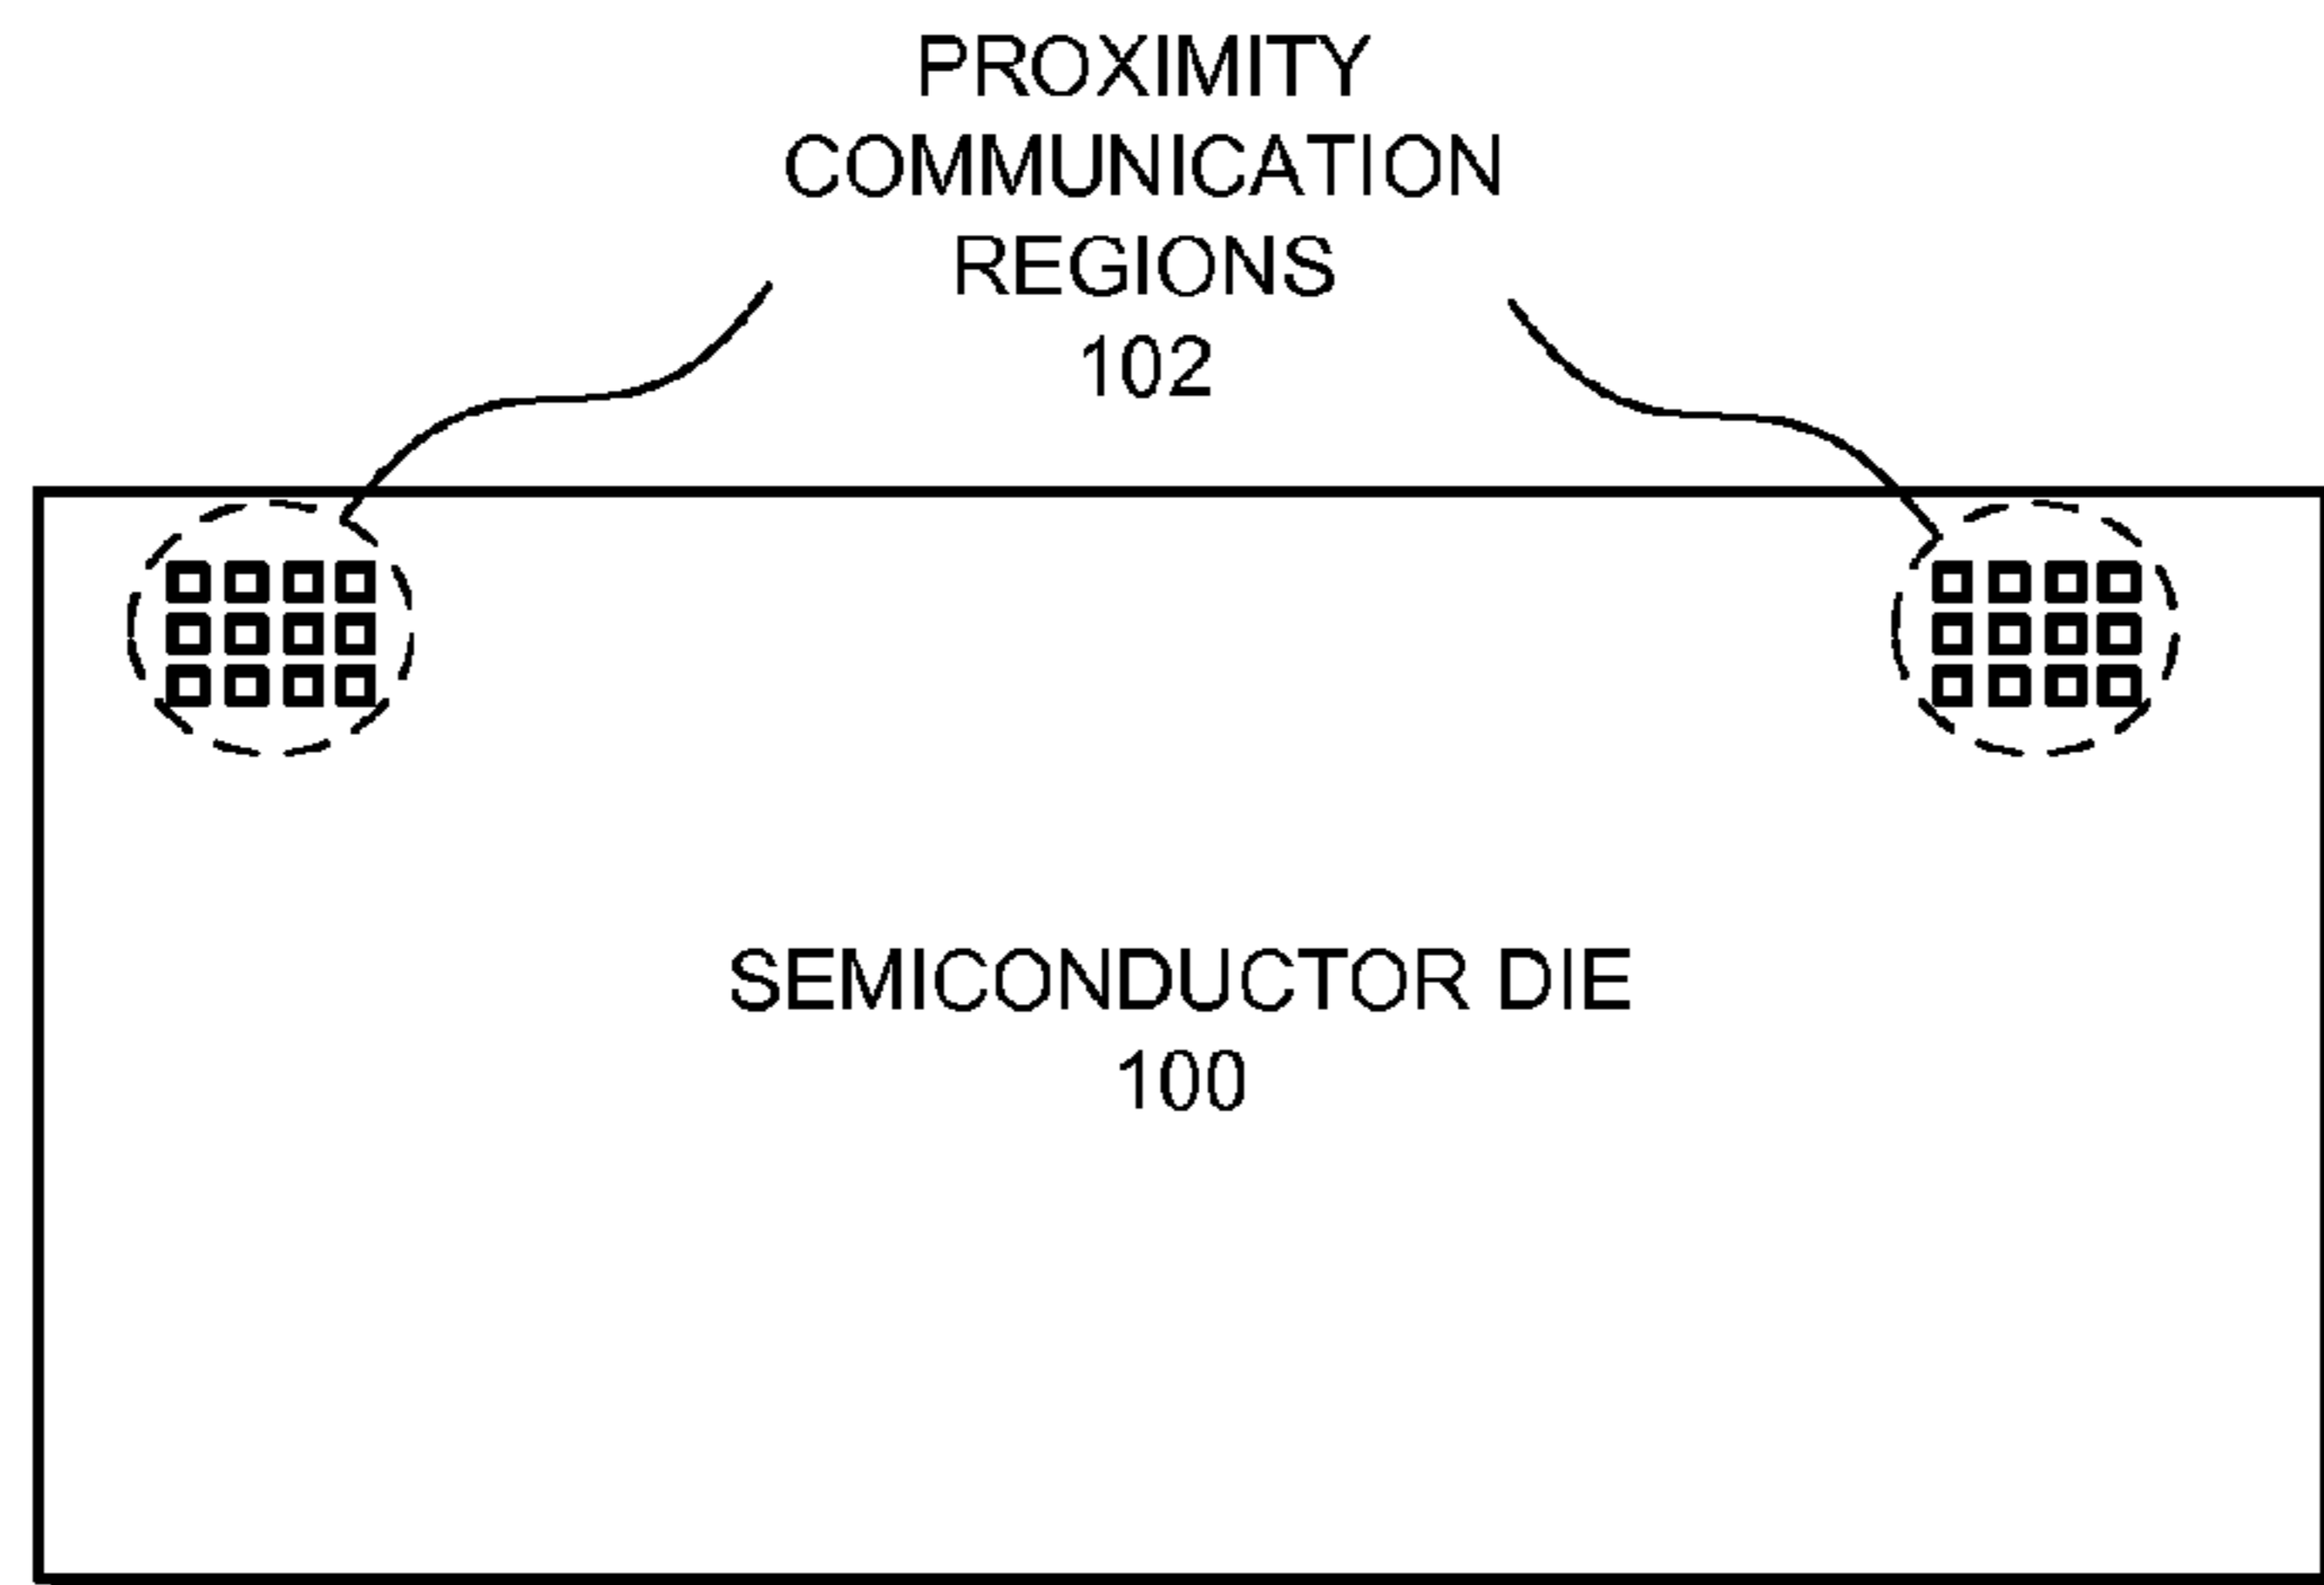 PROXIMITY
COMMUNICATION
REGIONS
102
SEMICONDUCTOR DIE
100